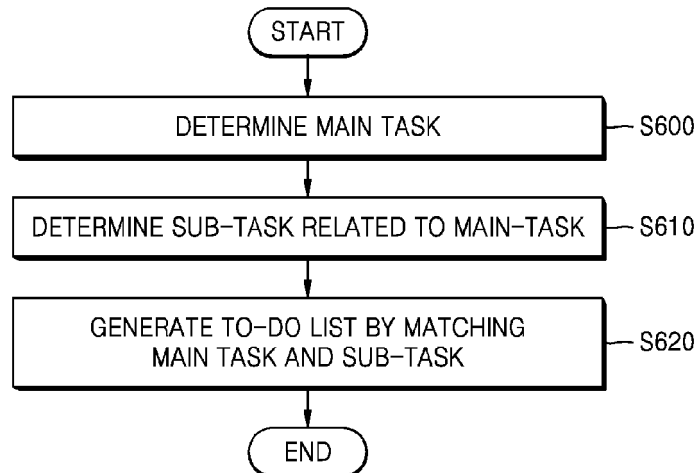 START
DETERMINE MAIN TASK
S600
DETERMINE SUB-TASK RELATED TO MAIN-TASK
S610
GENERATE TO-DO LIST BY MATCHING
MAIN TASK AND SUB-TASK
S620
END